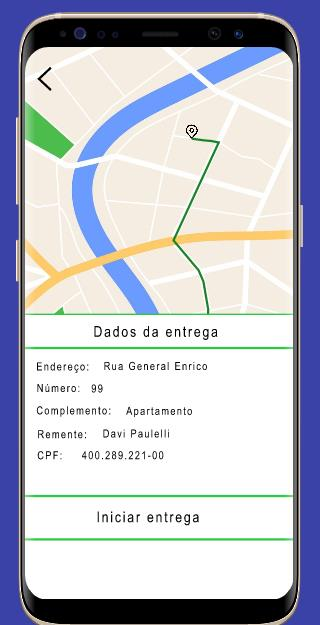 Dados da entrega
Endereço: Rua General Enrico
Número: 99
Complemento: Apartamento
Remente: Davi Paulelli
CPF: 400.289.221-00
Iniciar entrega